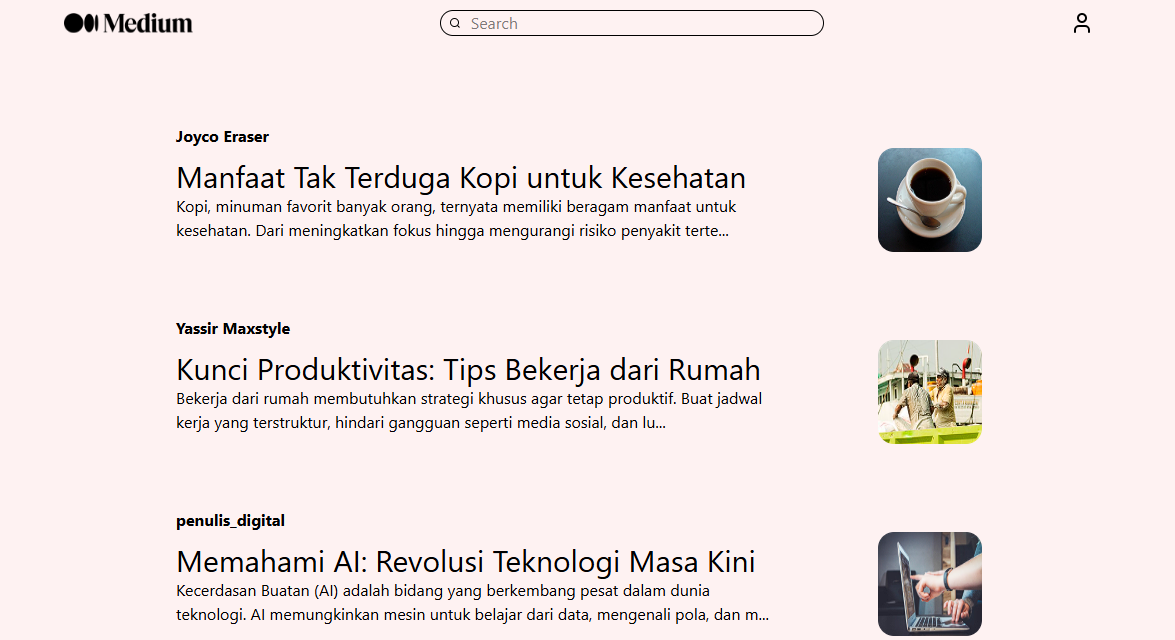 Medium
Search
Joyco Eraser
Manfaat Tak Terduga Kopi untuk Kesehatan
Kopi, minuman favorit banyak orang, ternyata memiliki beragam manfaat untuk
kesehatan. Dari meningkatkan fokus hingga mengurangi risiko penyakit terte...
Yassir Maxstyle
Kunci Produktivitas: Tips Bekerja dari Rumah
Bekerja dari rumah membutuhkan strategi khusus agar tetap produktif. Buat jadwal
kerja yang terstruktur, hindari gangguan seperti media sosial, dan lu...
penulis_digital
Memahami AI: Revolusi Teknologi Masa Kini
Kecerdasan Buatan (AI) adalah bidang yang berkembang pesat dalam dunia
teknologi. AI memungkinkan mesin untuk belajar dari data, mengenali pola, dan m...